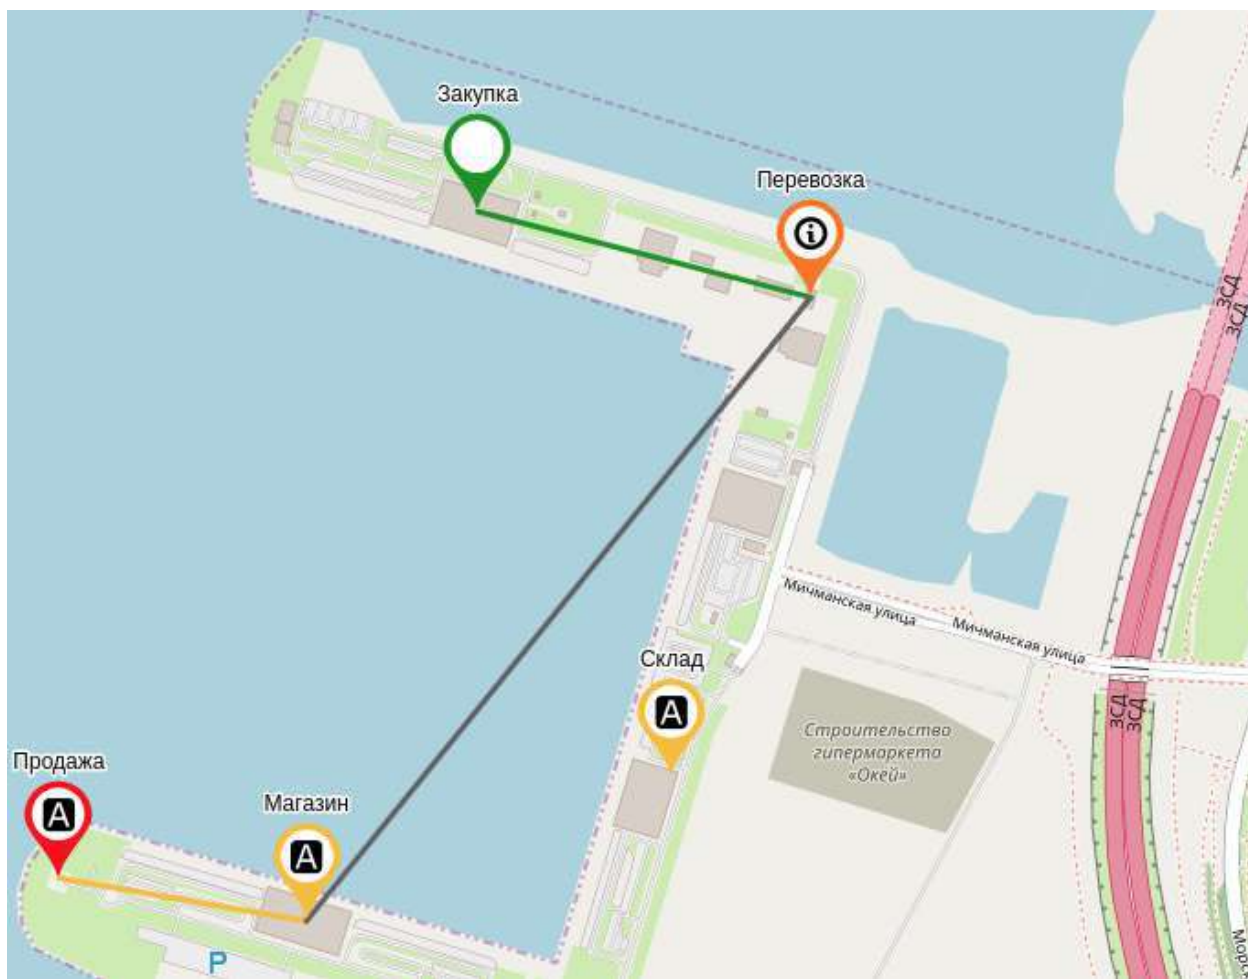 Закупка
Перевозка
ЗСД
ЗСД
Мичманская улица
Мичманская улица
Склад
A
ЗСД
ЗСД
Строительство
гипермаркета
«Окей»
Продажа
A
Магазин
A
P